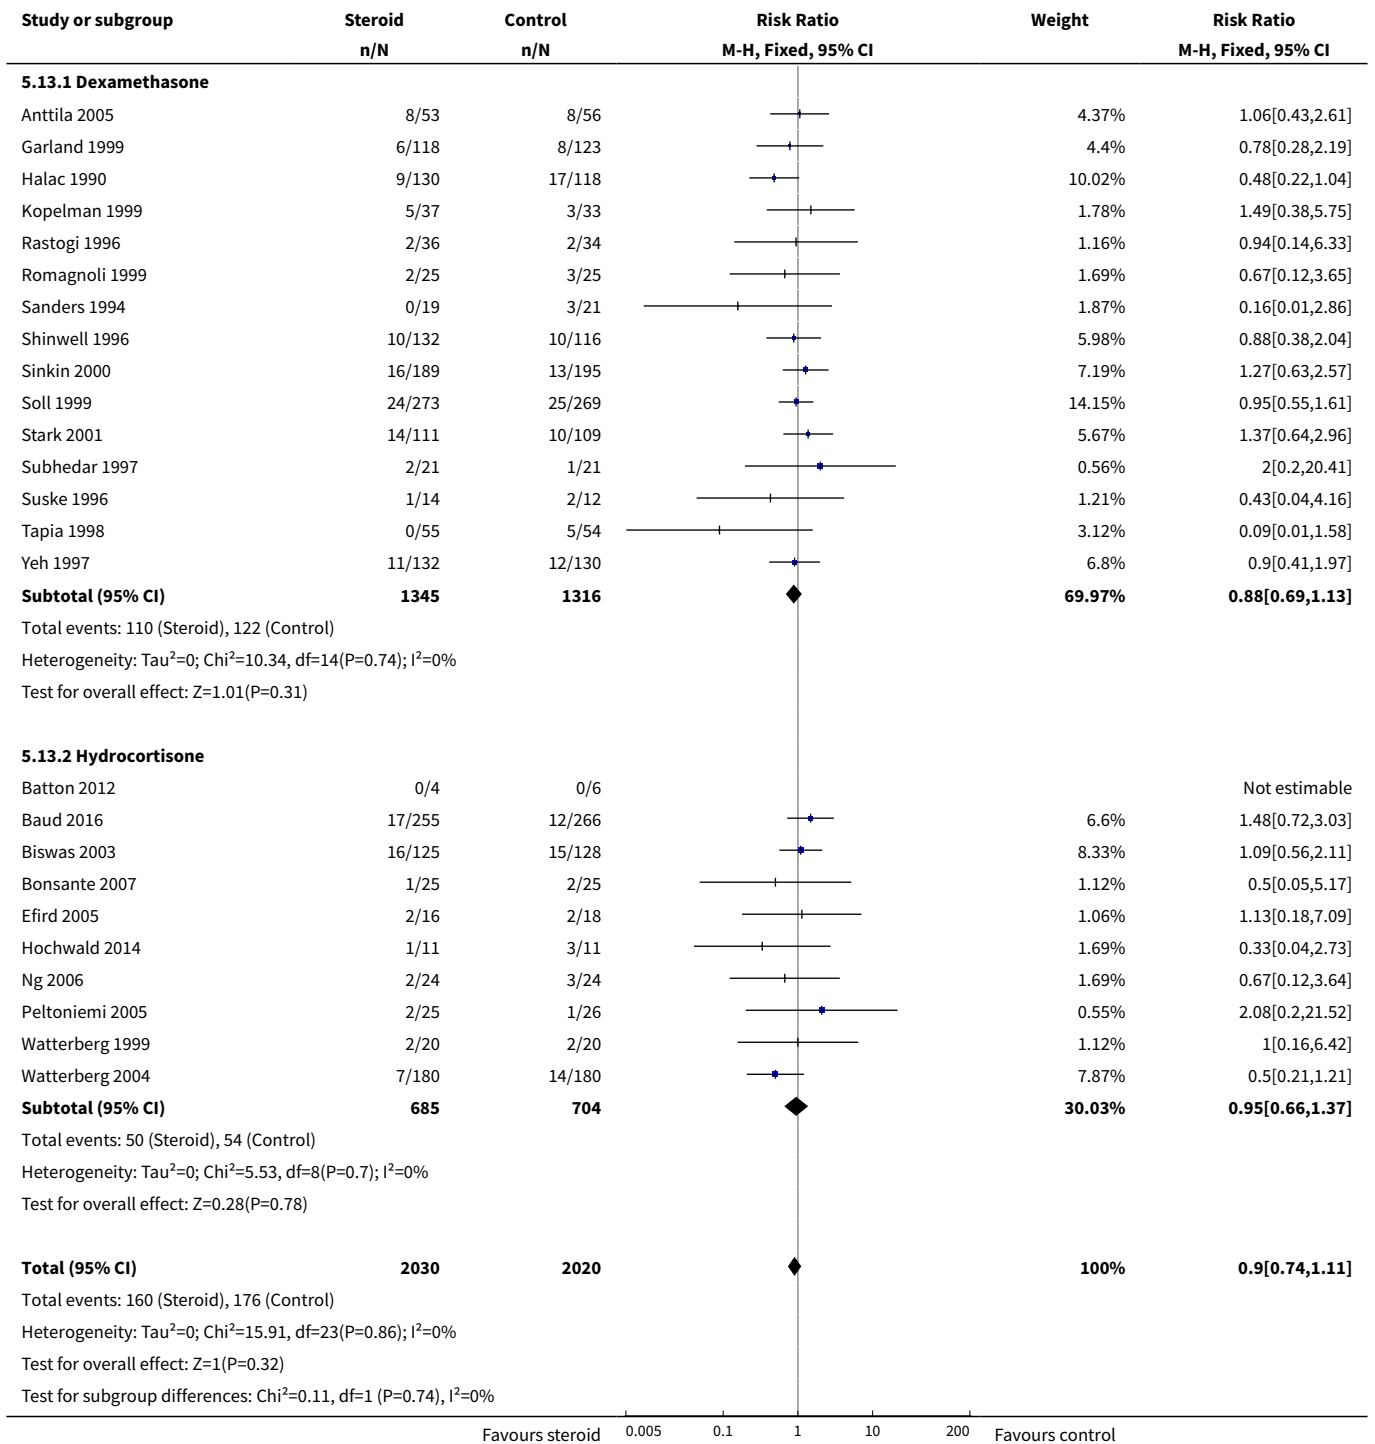 Study or subgroup Steroid Control Risk Ratio Weight Risk Ratio
n/N n/N M-H, Fixed, 95% CI M-H, Fixed, 95% CI
5.13.1 Dexamethasone
Anttila 2005 8/53 8/56 4.37% 1.06[0.43,2.61]
Garland 1999 6/118 8/123 4.4% 0.78[0.28,2.19]
Halac 1990 9/130 17/118 10.02% 0.48[0.22,1.04]
Kopelman 1999 5/37 3/33 1.78% 1.49[0.38,5.75]
Rastogi 1996 2/36 2/34 1.16% 0.94[0.14,6.33]
Romagnoli 1999 2/25 3/25 1.69% 0.67[0.12,3.65]
Sanders 1994 0/19 3/21 1.87% 0.16[0.01,2.86]
Shinwell 1996 10/132 10/116 5.98% 0.88[0.38,2.04]
Sinkin 2000 16/189 13/195 7.19% 1.27[0.63,2.57]
Soll 1999 24/273 25/269 14.15% 0.95[0.55,1.61]
Stark 2001 14/111 10/109 5.67% 1.37[0.64,2.96]
Subhedar 1997 2/21 1/21 0.56% 2[0.2,20.41]
Suske 1996 1/14 2/12 1.21% 0.43[0.04,4.16]
Tapia 1998 0/55 5/54 3.12% 0.09[0.01,1.58]
Yeh 1997 11/132 12/130 6.8% 0.9[0.41,1.97]
Subtotal (95% CI) 1345 1316 69.97% 0.88[0.69,1.13]
Total events: 110 (Steroid), 122 (Control)
Heterogeneity: Tau²=0; Chi²=10.34, df=14(P=0.74); I²=0%
Test for overall effect: Z=1.01(P=0.31)
5.13.2 Hydrocortisone
Batton 2012 0/4 0/6 Not estimable
Baud 2016 17/255 12/266 6.6% 1.48[0.72,3.03]
Biswas 2003 16/125 15/128 8.33% 1.09[0.56,2.11]
Bonsante 2007 1/25 2/25 1.12% 0.5[0.05,5.17]
Efird 2005 2/16 2/18 1.06% 1.13[0.18,7.09]
Hochwald 2014 1/11 3/11 1.69% 0.33[0.04,2.73]
Ng 2006 2/24 3/24 1.69% 0.67[0.12,3.64]
Peltoniemi 2005 2/25 1/26 0.55% 2.08[0.2,21.52]
Watterberg 1999 2/20 2/20 1.12% 1[0.16,6.42]
Watterberg 2004 7/180 14/180 7.87% 0.5[0.21,1.21]
Subtotal (95% CI) 685 704 30.03% 0.95[0.66,1.37]
Total events: 50 (Steroid), 54 (Control)
Heterogeneity: Tau²=0; Chi²=5.53, df=8(P=0.7); I²=0%
Test for overall effect: Z=0.28(P=0.78)
Total (95% CI) 2030 2020 100% 0.9[0.74,1.11]
Total events: 160 (Steroid), 176 (Control)
Heterogeneity: Tau²=0; Chi²=15.91, df=23(P=0.86); I²=0%
Test for overall effect: Z=1(P=0.32)
Test for subgroup differences: Chi²=0.11, df=1 (P=0.74), I²=0%
Favours steroid 0.005 0.1 1 10 200 Favours control